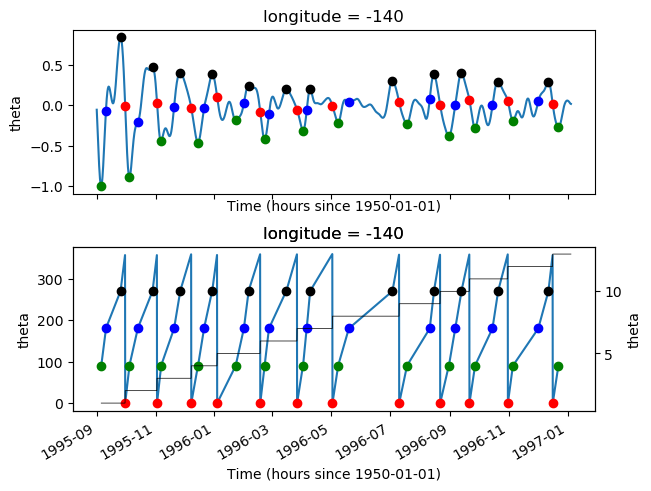 longitude = -140
theta
0.5
0.0
−0.5
−1.0
Time (hours since 1950-01-01)
longitude = -140
theta
300
200
100
0
10
5
theta
1995-09
1995-11
1996-01
1996-03
1996-05
1996-07
1996-09
1996-11
1997-01
Time (hours since 1950-01-01)